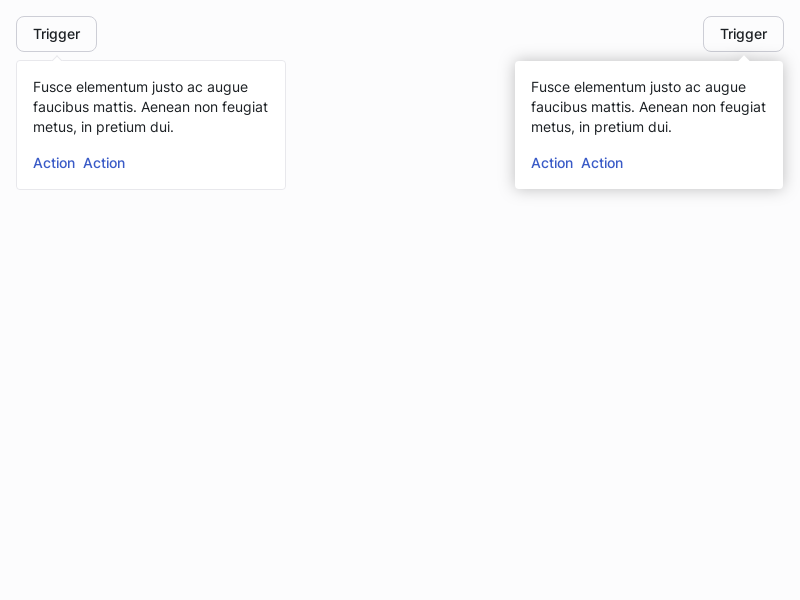 Trigger
Fusce elementum justo ac augue
faucibus mattis. Aenean non feugiat
metus, in pretium dui.
Action Action
Trigger
Fusce elementum justo ac augue
faucibus mattis. Aenean non feugiat
metus, in pretium dui.
Action Action